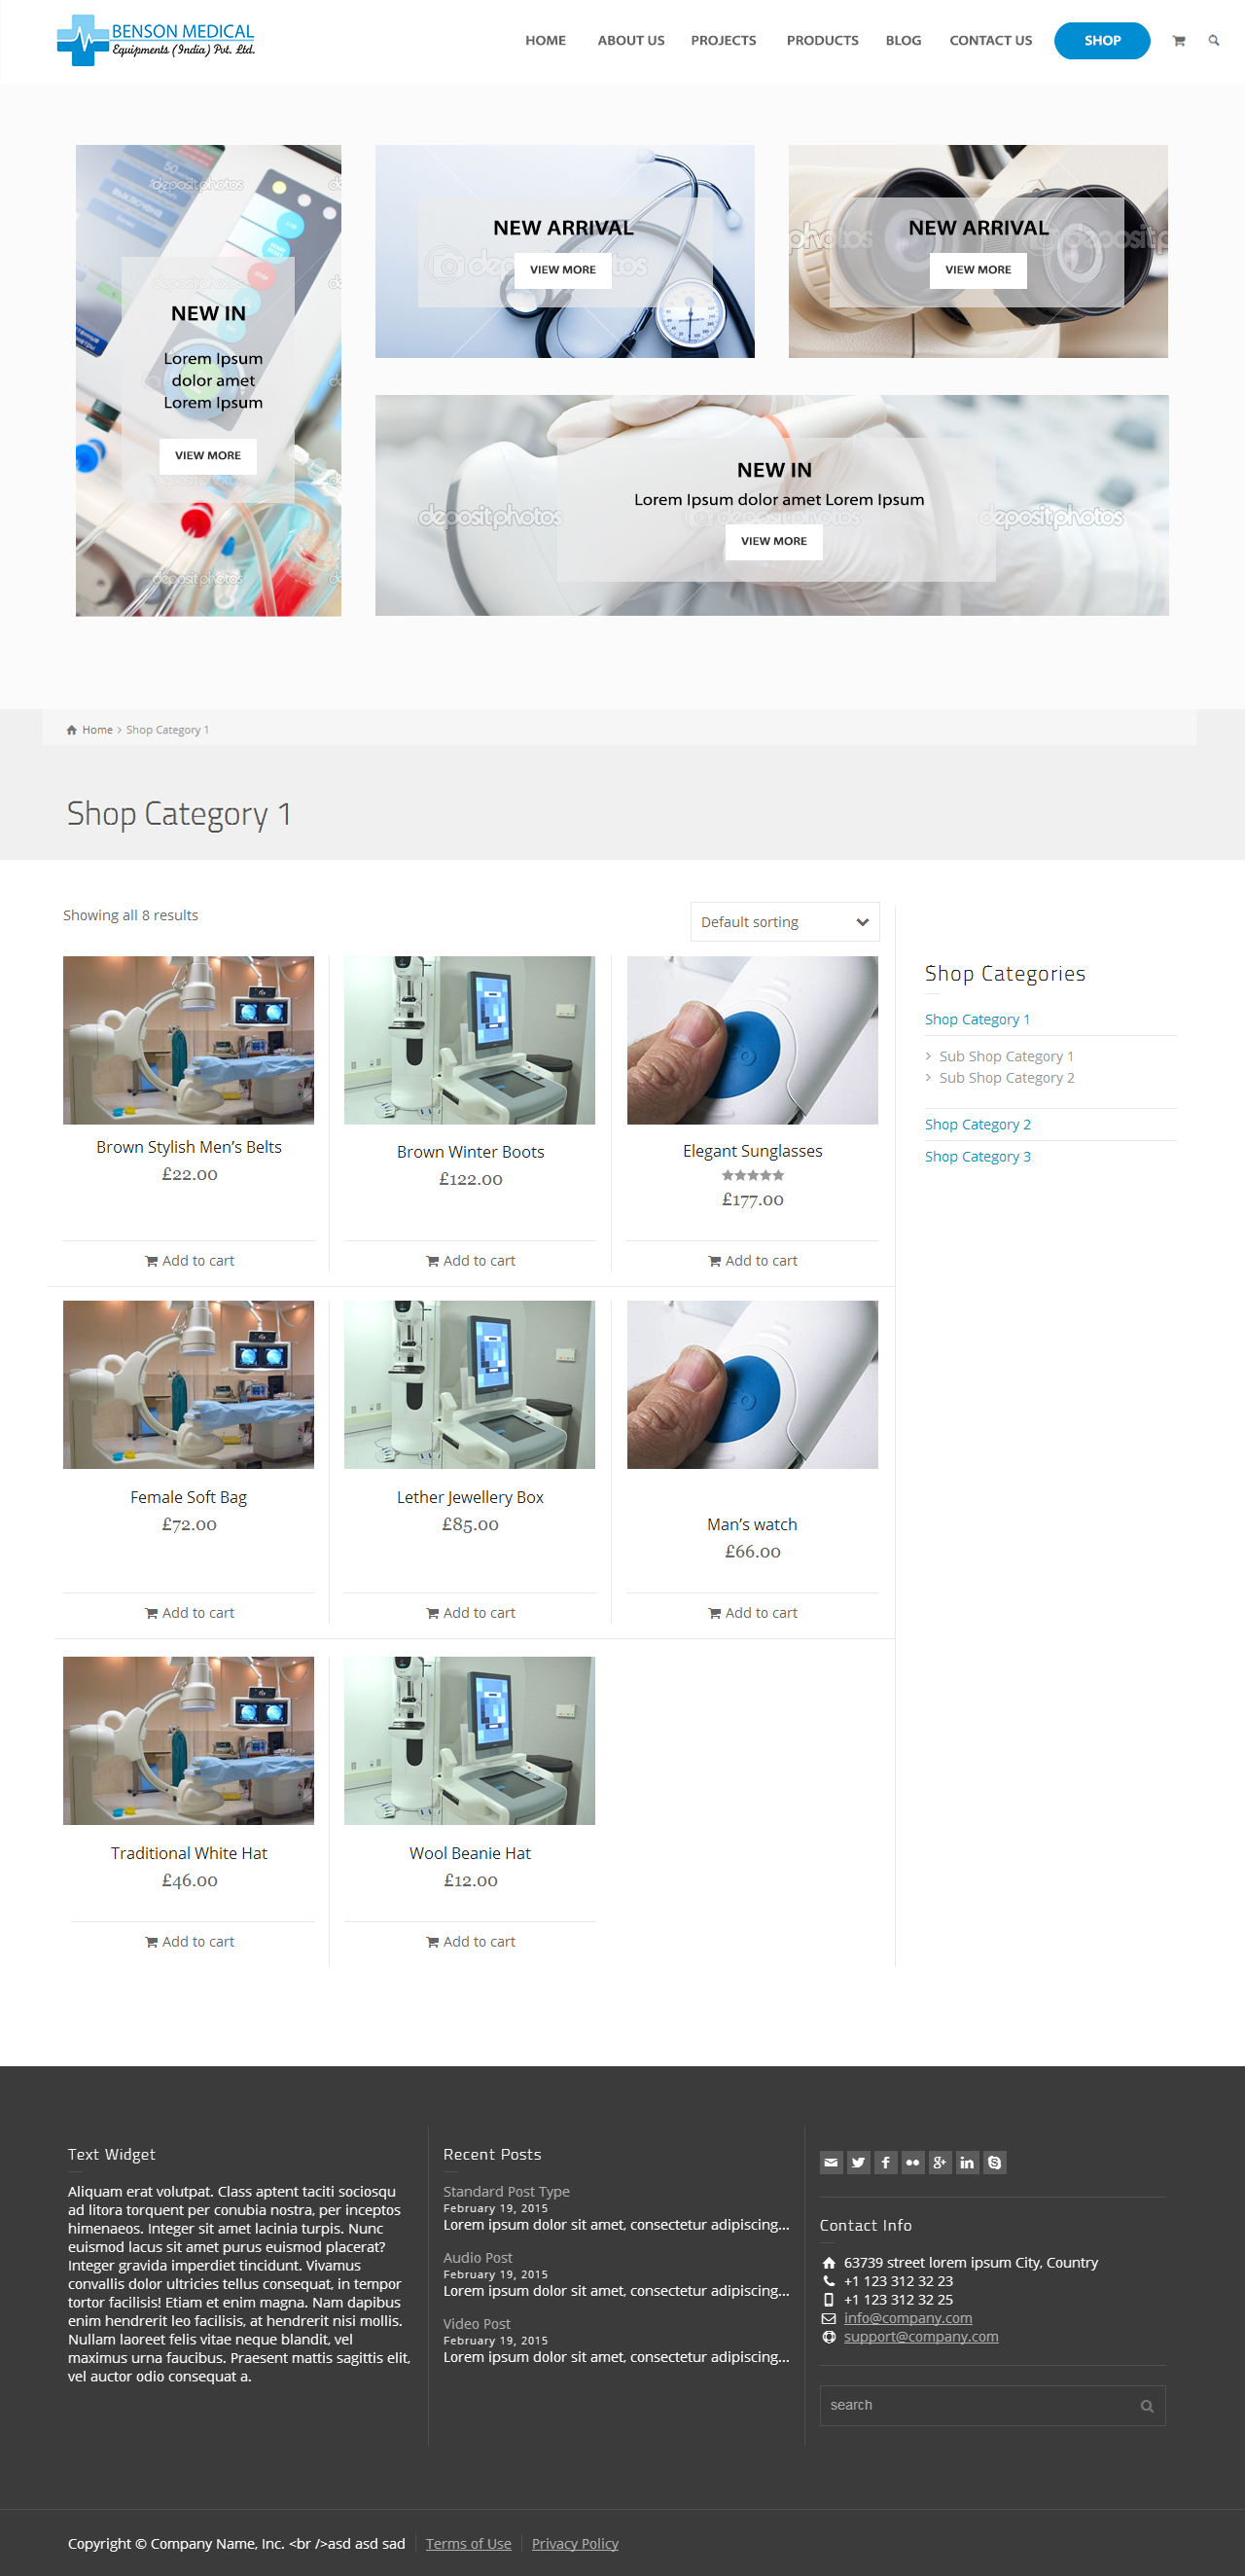 BENSON MEDICAL
Equipments (India) Pvt. Ltd.
HOME ABOUT US PROJECTS PRODUCTS BLOG CONTACT US SHOP
NEW IN
Lorem Ipsum
dolor amet
Lorem Ipsum
VIEW MORE
NEW ARRIVAL
VIEW MORE
NEW ARRIVAL
VIEW MORE
NEW IN
Lorem Ipsum dolor amet Lorem Ipsum
VIEW MORE
depositphotos
depositphotos
depositphotos
depositphotos
Home > Shop Category 1
Shop Category 1
Showing all 8 results
Default sorting
Brown Stylish Men’s Belts
£22.00
Add to cart
Brown Winter Boots
£122.00
Add to cart
Elegant Sunglasses
£177.00
Add to cart
Female Soft Bag
£72.00
Add to cart
Lether Jewellery Box
£85.00
Add to cart
Man’s watch
£66.00
Add to cart
Traditional White Hat
£46.00
Add to cart
Wool Beanie Hat
£12.00
Add to cart
Shop Categories
Shop Category 1
Sub Shop Category 1
Sub Shop Category 2
Shop Category 2
Shop Category 3
Text Widget
Aliquam erat volutpat. Class aptent taciti sociosqu
ad litora torquent per conubia nostra, per inceptos
himenaeos. Integer sit amet lacinia turpis. Nunc
euismod lacus sit amet purus euismod placerat?
Integer gravida imperdiet tincidunt. Vivamus
convallis dolor ultricies tellus consequat, in tempor
tortor facilisis! Etiam et enim magna. Nam dapibus
enim hendrerit leo facilisis, at hendrerit nisi mollis.
Nullam laoreet felis vitae neque blandit, vel
maximus urna faucibus. Praesent mattis sagittis elit,
vel auctor odio consequat a.
Recent Posts
Standard Post Type
February 19, 2015
Lorem ipsum dolor sit amet, consectetur adipiscing...
Audio Post
February 19, 2015
Lorem ipsum dolor sit amet, consectetur adipiscing...
Video Post
February 19, 2015
Lorem ipsum dolor sit amet, consectetur adipiscing...
Contact Info
63739 street lorem ipsum City, Country
+1 123 312 32 23
+1 123 312 32 25
info@company.com
support@company.com
search
Copyright © Company Name, Inc. <br />asd asd sad Terms of Use Privacy Policy